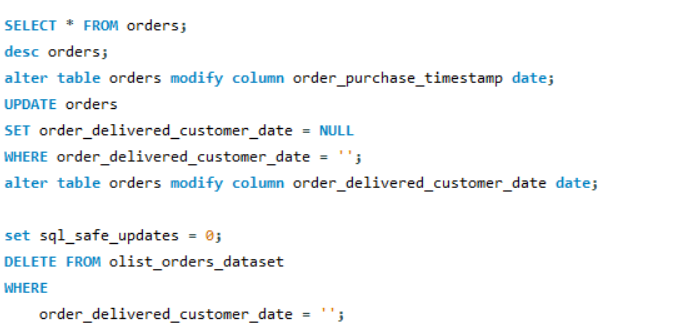 SELECT * FROM orders;
desc orders;
alter table orders modify column order_purchase_timestamp date;
UPDATE orders
SET order_delivered_customer_date = NULL
WHERE order_delivered_customer_date = '';
alter table orders modify column order_delivered_customer_date date;
set sql_safe_updates = 0;
DELETE FROM olist_orders_dataset
WHERE
order_delivered_customer_date = '';